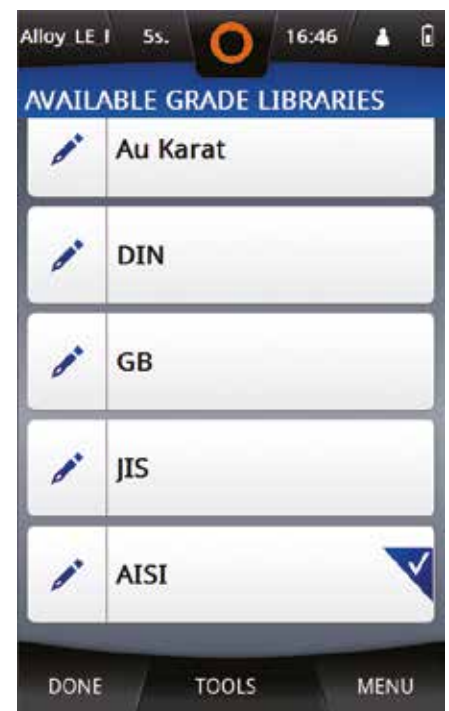 Alloy LE 5s. 16:46
AVAILABLE GRADE LIBRARIES
Au Karat
DIN
GB
JIS
AISI
DONE TOOLS MENU